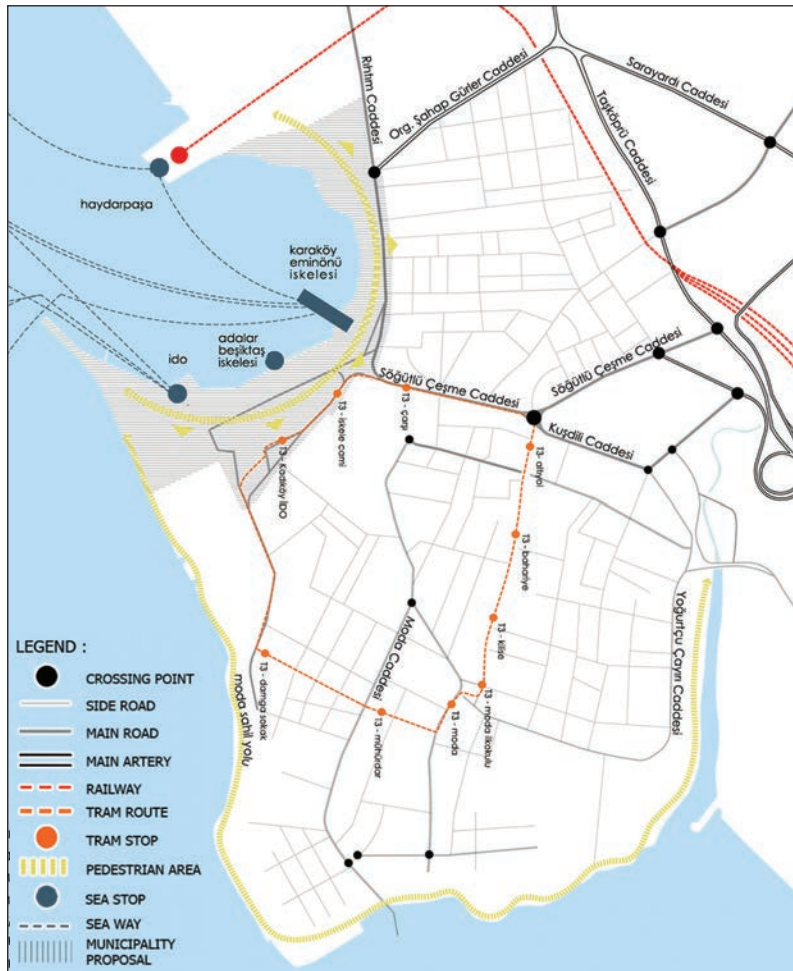 Rıhtım Caddesi
Org. Şahap Gürler Caddesi
Sarayardı Caddesi
Taşköprü Caddesi
haydarpaşa
karaköy
eminönü
iskelesi
adalar
beşiktaş
iskelesi
ido
Söğütlü Çeşme Caddesi
Söğütlü Çeşme Caddesi
Kuşdili Caddesi
T3 - çarşı
T3 - iskele cami
T3 - Kadıköy İDO
T3- altıyol
T3 - bahariye
T3 - kilise
T3 - moda ilkokulu
T3 - moda
T3 - mühürdar
T3 - damga sokak
Moda Caddesi
moda sahil yolu
Yoğurtçu Çayırı Caddesi
LEGEND :
CROSSING POINT
SIDE ROAD
MAIN ROAD
MAIN ARTERY
RAILWAY
TRAM ROUTE
TRAM STOP
PEDESTRIAN AREA
SEA STOP
SEA WAY
MUNICIPALITY
PROPOSAL